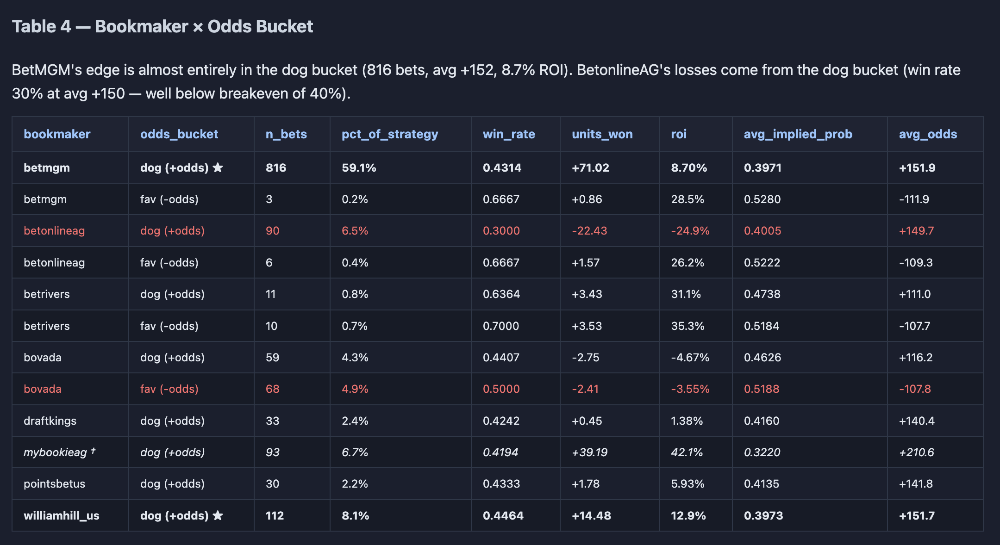 Table 4 — Bookmaker × Odds Bucket
BetMGM's edge is almost entirely in the dog bucket (816 bets, avg +152, 8.7% ROI). BetonlineAG's losses come from the dog bucket (win rate
30% at avg +150 — well below breakeven of 40%).
bookmaker odds_bucket n_bets pct_of_strategy win_rate units_won roi avg_implied_prob avg_odds
betmgm dog (+odds) ★ 816 59.1% 0.4314 +71.02 8.70% 0.3971 +151.9
betmgm fav (-odds) 3 0.2% 0.6667 +0.86 28.5% 0.5280 -111.9
betonlineag dog (+odds) 90 6.5% 0.3000 -22.43 -24.9% 0.4005 +149.7
betonlineag fav (-odds) 6 0.4% 0.6667 +1.57 26.2% 0.5222 -109.3
betrivers dog (+odds) 11 0.8% 0.6364 +3.43 31.1% 0.4738 +111.0
betrivers fav (-odds) 10 0.7% 0.7000 +3.53 35.3% 0.5184 -107.7
bovada dog (+odds) 59 4.3% 0.4407 -2.75 -4.67% 0.4626 +116.2
bovada fav (-odds) 68 4.9% 0.5000 -2.41 -3.55% 0.5188 -107.8
draftkings dog (+odds) 33 2.4% 0.4242 +0.45 1.38% 0.4160 +140.4
mybookieag † dog (+odds) 93 6.7% 0.4194 +39.19 42.1% 0.3220 +210.6
pointsbetus dog (+odds) 30 2.2% 0.4333 +1.78 5.93% 0.4135 +141.8
williamhill_us dog (+odds) ★ 112 8.1% 0.4464 +14.48 12.9% 0.3973 +151.7